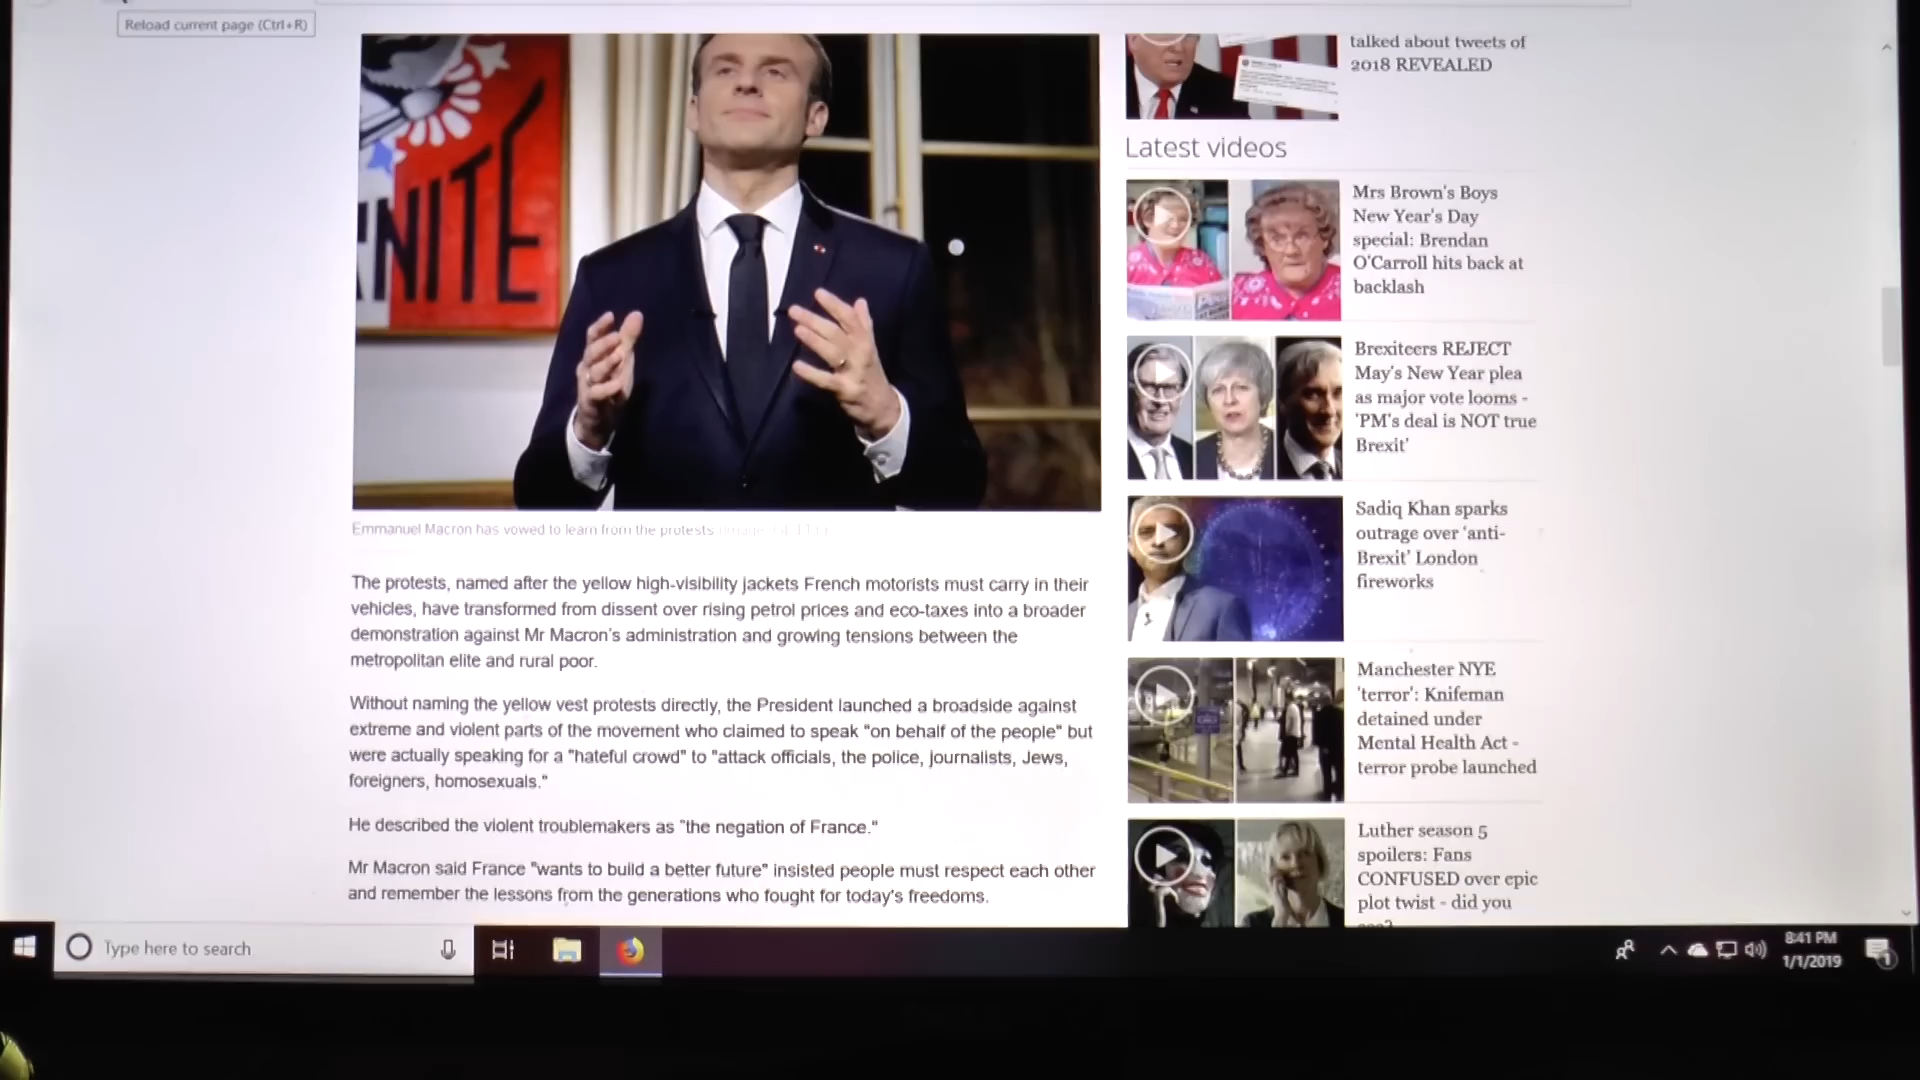 Reload current page (Ctrl+R)
NITÉ
talked about tweets of
2018 REVEALED
Latest videos
Mrs Brown's Boys
New Year's Day
special: Brendan
O'Carroll hits back at
backlash
Brexiteers REJECT
May's New Year plea
as major vote looms -
'PM's deal is NOT true
Brexit'
Sadiq Khan sparks
outrage over 'anti-
Brexit' London
fireworks
Manchester NYE
'terror': Knifeman
detained under
Mental Health Act -
terror probe launched
Luther season 5
spoilers: Fans
CONFUSED over epic
plot twist - did you
Emmanuel Macron has vowed to learn from the protests
The protests, named after the yellow high-visibility jackets French motorists must carry in their
vehicles, have transformed from dissent over rising petrol prices and eco-taxes into a broader
demonstration against Mr Macron's administration and growing tensions between the
metropolitan elite and rural poor.
Without naming the yellow vest protests directly, the President launched a broadside against
extreme and violent parts of the movement who claimed to speak "on behalf of the people" but
were actually speaking for a "hateful crowd" to "attack officials, the police, journalists, Jews,
foreigners, homosexuals."
He described the violent troublemakers as "the negation of France."
Mr Macron said France "wants to build a better future" insisted people must respect each other
and remember the lessons from the generations who fought for today's freedoms.
Type here to search
8:41 PM
1/1/2019
1